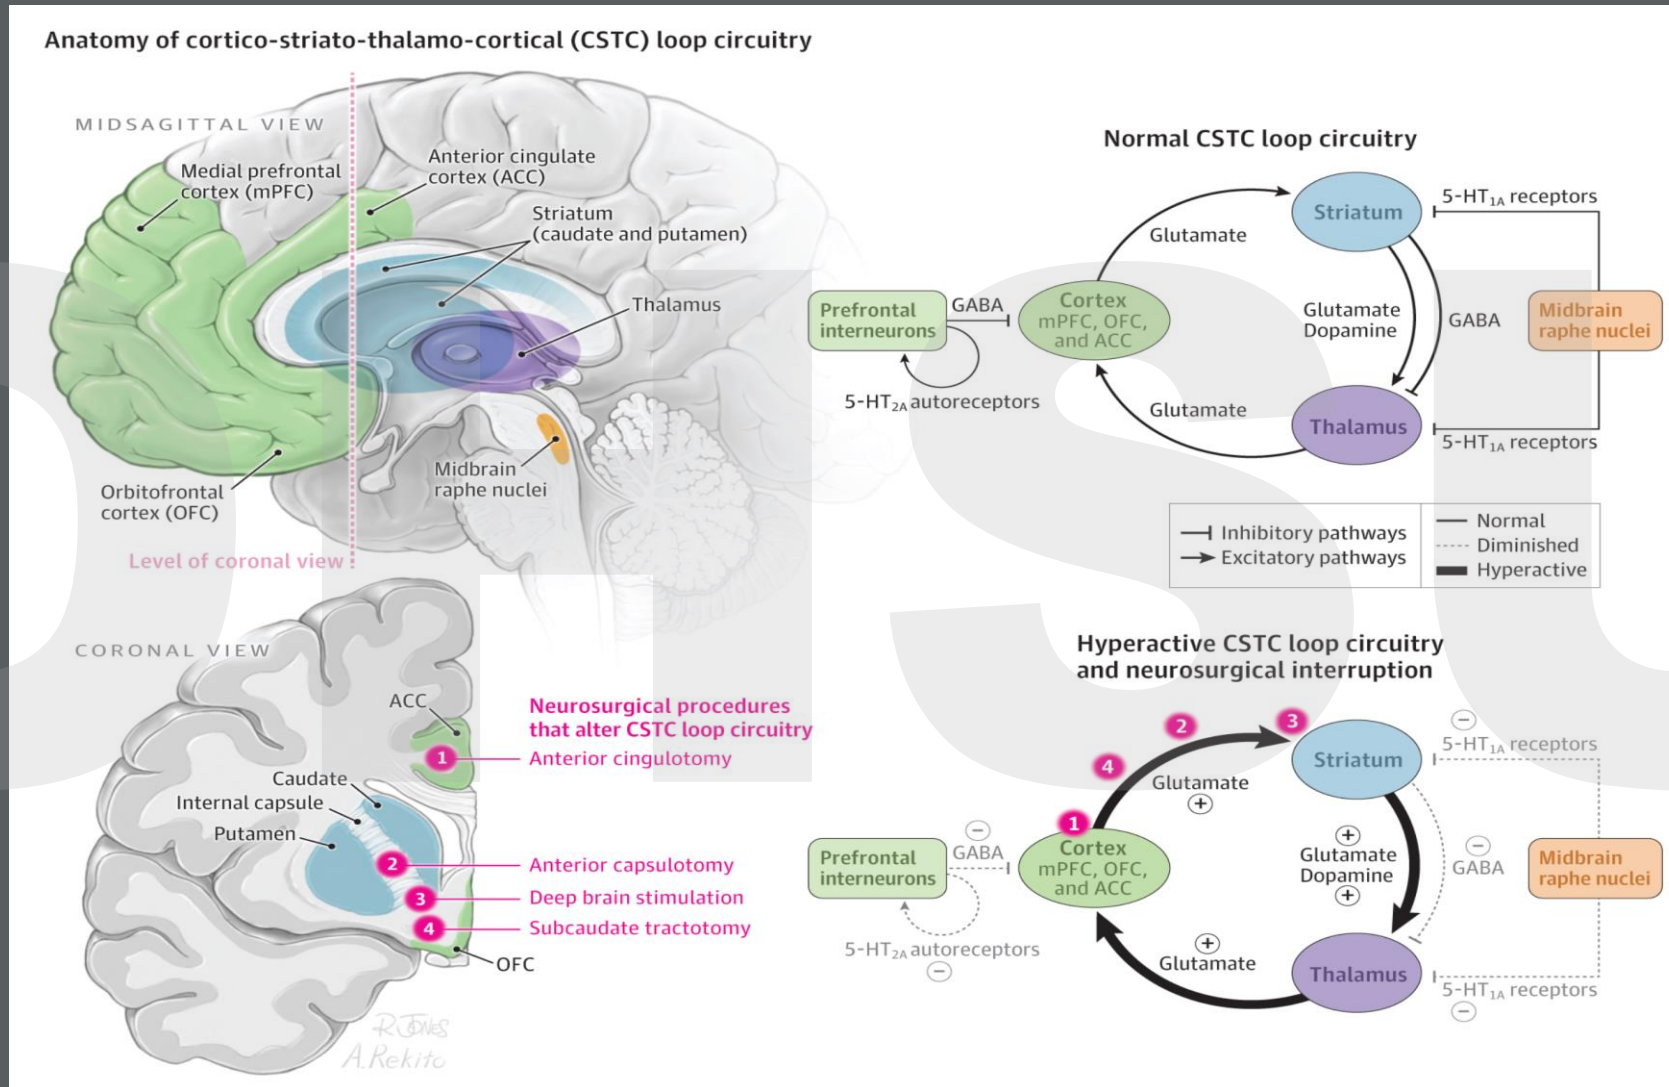 Anatomy of cortico-striato-thalamo-cortical (CSTC) loop circuitry
MIDSAGITTAL VIEW
Medial prefrontal
cortex (mPFC)
Anterior cingulate
cortex (ACC)
Striatum
(caudate and putamen)
Thalamus
Midbrain
raphe nuclei
Orbitofrontal
cortex (OFC)
Level of coronal view
CORONAL VIEW
ACC
Caudate
Internal capsule
Putamen
OFC
Neurosurgical procedures
that alter CSTC loop circuitry
1 Anterior cingulotomy
2 Anterior capsulotomy
3 Deep brain stimulation
4 Subcaudate tractotomy
R. JONES
A. Rekito
Normal CSTC loop circuitry
Striatum
5-HT1A receptors
Glutamate
Prefrontal
interneurons
GABA
Cortex
mPFC, OFC,
and ACC
Glutamate
Dopamine
GABA
Midbrain
raphe nuclei
5-HT2A autoreceptors
Glutamate
Thalamus
5-HT1A receptors
Inhibitory pathways
Excitatory pathways
Normal
Diminished
Hyperactive
Hyperactive CSTC loop circuitry
and neurosurgical interruption
1
2
3
4
Striatum
−
5-HT1A receptors
Glutamate
+
Prefrontal
interneurons
−
GABA
Cortex
mPFC, OFC,
and ACC
+
Glutamate
Dopamine
+
−
GABA
Midbrain
raphe nuclei
5-HT2A autoreceptors
−
+
Glutamate
Thalamus
5-HT1A receptors
−
OHSU